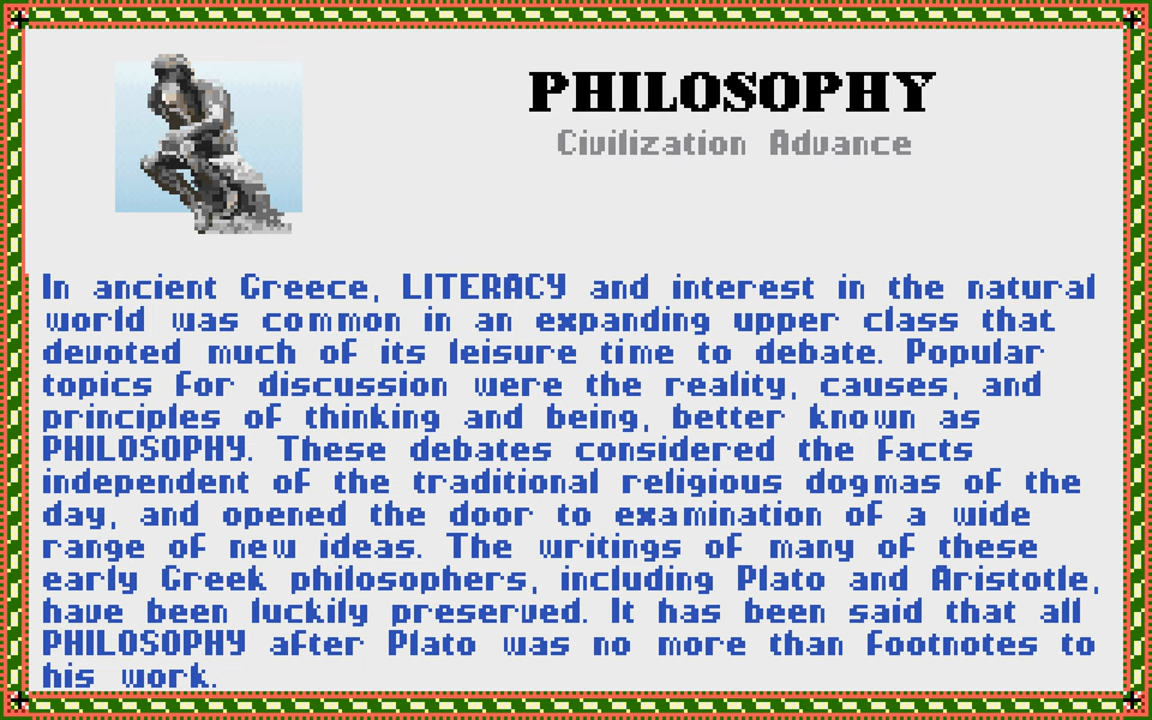 PHILOSOPHY
Civilization Advance
In ancient Greece, LITERACY and interest in the natural
world was common in an expanding upper class that
devoted much of its leisure time to debate. Popular
topics for discussion were the reality, causes, and
principles of thinking and being, better known as
PHILOSOPHY. These debates considered the facts
independent of the traditional religious dogmas of the
day, and opened the door to examination of a wide
range of new ideas. The writings of many of these
early Greek philosophers, including Plato and Aristotle,
have been luckily preserved. It has been said that all
PHILOSOPHY after Plato was no more than footnotes to
his work.